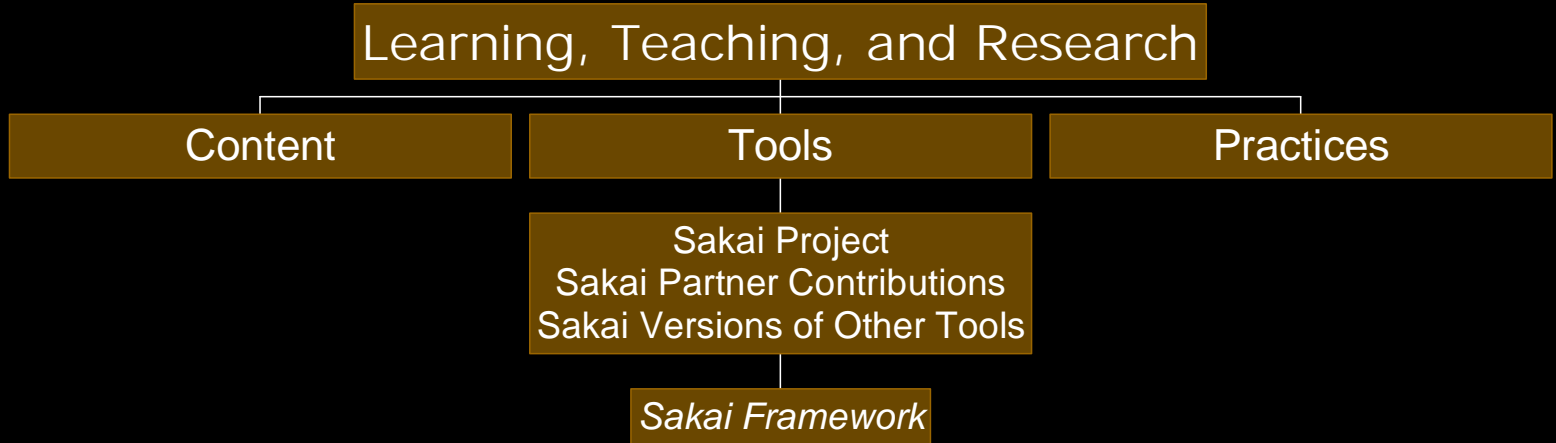 Learning, Teaching, and Research
Content
Tools
Practices
Sakai Project
Sakai Partner Contributions
Sakai Versions of Other Tools
Sakai Framework